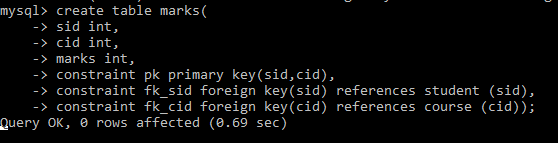 mysql> create table marks(
    -> sid int,
    -> cid int,
    -> marks int,
    -> constraint pk primary key(sid,cid),
    -> constraint fk_sid foreign key(sid) references student (sid),
    -> constraint fk_cid foreign key(cid) references course (cid));
Query OK, 0 rows affected (0.69 sec)